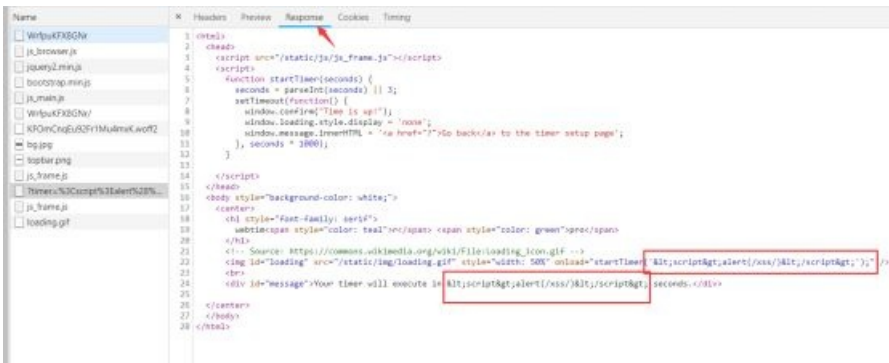 Name
Headers Preview Response Cookies Timing
WrfpuKFXBGNr
js_browser.js
jquery2.min.js
bootstrap.min.js
js_main.js
WrfpuKFXBGNr/
KFOmCnqEu92Fr1Mu4mxK.woff2
bg.jpg
toptier.png
js_frame.js
?timer=%3Cscript%3Ealert%28%...
js_frame.js
loading.gif
1 <html>
2 <head>
3 <script src="/static/js/js_frame.js"></script>
4 <script>
5 function startTimer(seconds) {
6 seconds = parseInt(seconds) || 3;
7 setTimeout(function() {
8 window.confirm("Time is up!");
9 window.loading.style.display = 'none';
10 window.message.innerHTML = '<a href="?">Go back</a> to the timer setup page';
11 }, seconds * 1000);
12 }
13
14 </script>
15 </head>
16 <body style="background-color: white;">
17 <center>
18 <h1 style="font-family: serif">
19 webtim<span style="color: teal">r</span> <span style="color: green">pro</span>
20 </h1>
21 <!-- Source: https://commons.wikimedia.org/wiki/File:Loading_icon.gif -->
22 <img id="loading" src="/static/img/loading.gif" style="width: 50%" onload="startTimer('&lt;script&gt;alert(/xss/)&lt;/script&gt;');" />
23 <br>
24 <div id="message">Your timer will execute in &lt;script&gt;alert(/xss/)&lt;/script&gt; seconds.</div>
25
26 </center>
27 </body>
28 </html>